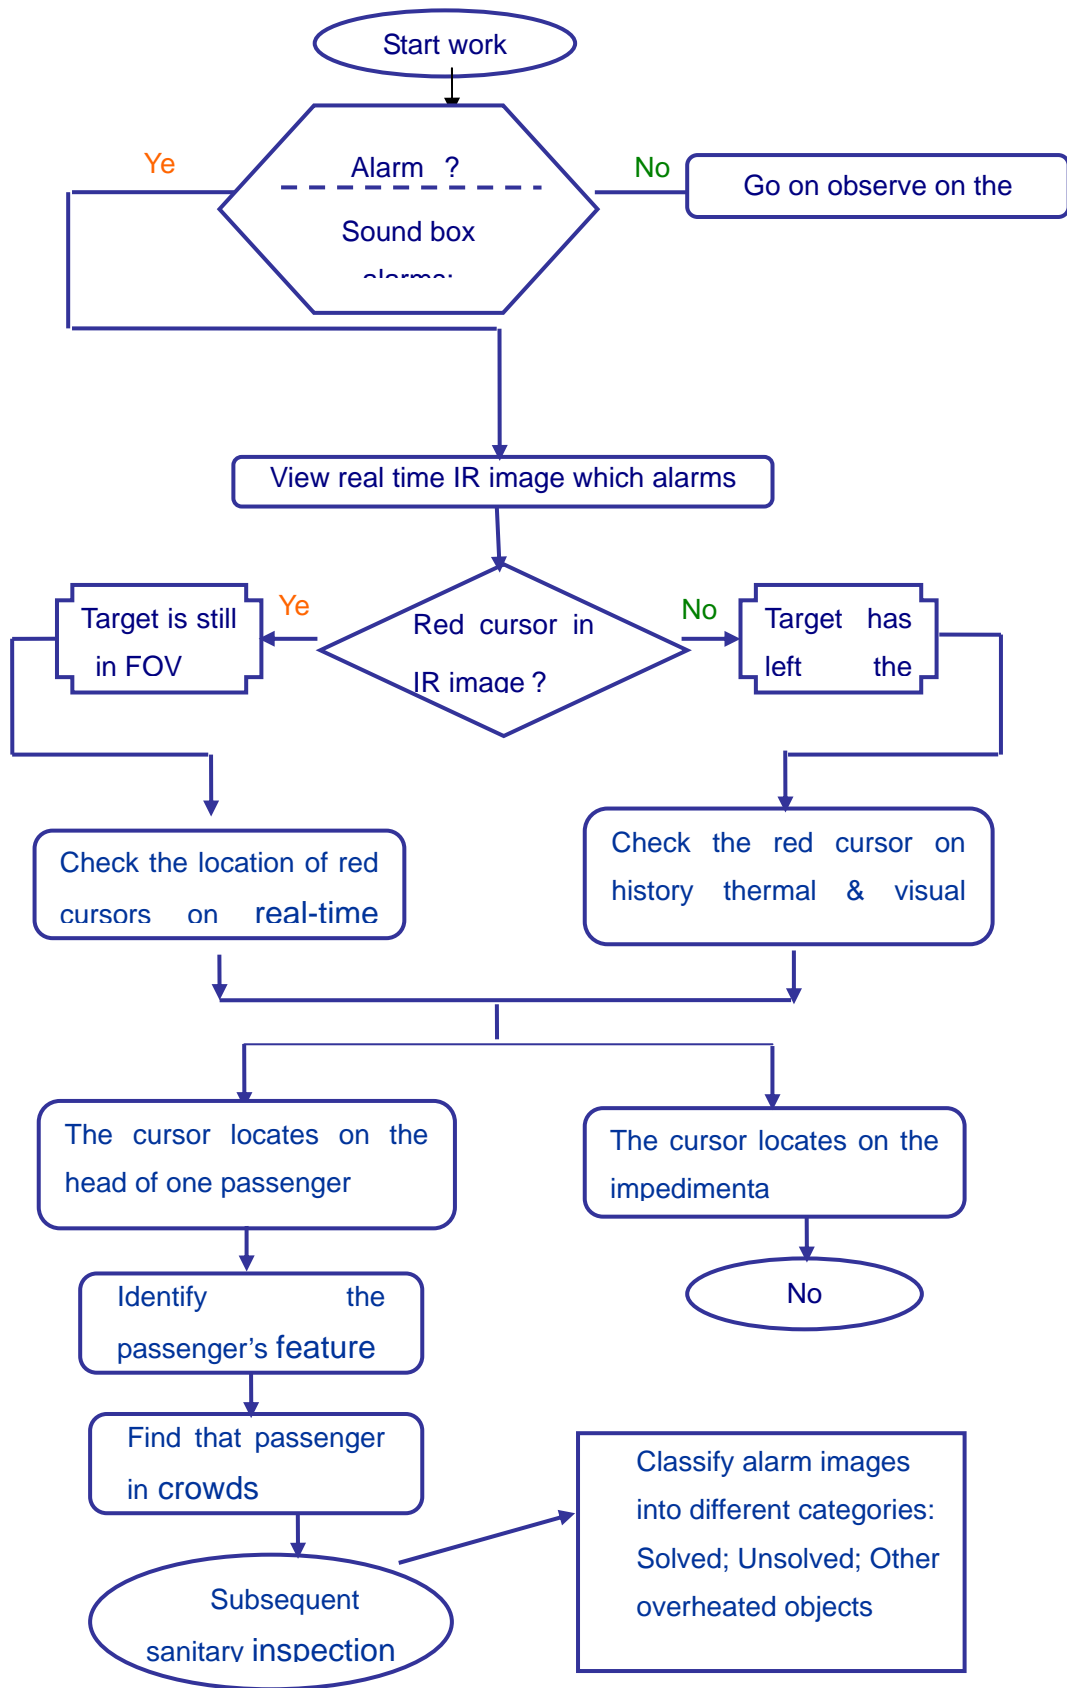 Start work
Ye
Alarm ?
No
Go on observe on the
Sound box
alarms:
View real time IR image which alarms
Target is still
in FOV
Ye
Red cursor in
IR image ?
No
Target has
left the
Check the location of red
cursors on real-time
Check the red cursor on
history thermal & visual
The cursor locates on the
head of one passenger
The cursor locates on the
impedimenta
Identify the
passenger's feature
No
Find that passenger
in crowds
Classify alarm images
into different categories:
Solved; Unsolved; Other
overheated objects
Subsequent
sanitary inspection